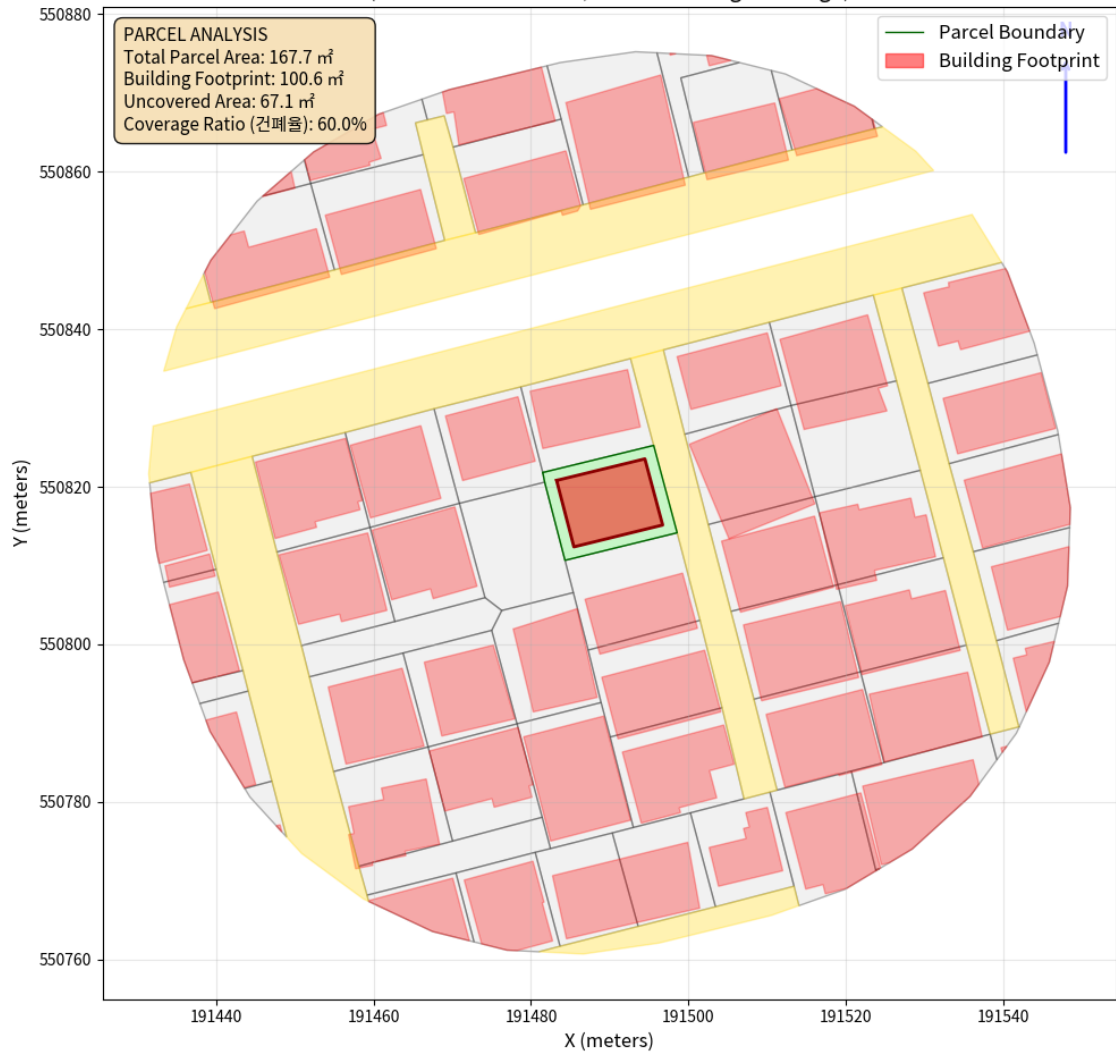 550880
PARCEL ANALYSIS
Total Parcel Area: 167.7 ㎡
Building Footprint: 100.6 ㎡
Uncovered Area: 67.1 ㎡
Coverage Ratio (건폐율): 60.0%
Parcel Boundary
Building Footprint
N
550860
550840
550820
550800
550780
550760
Y (meters)
191440
191460
191480
191500
191520
191540
X (meters)